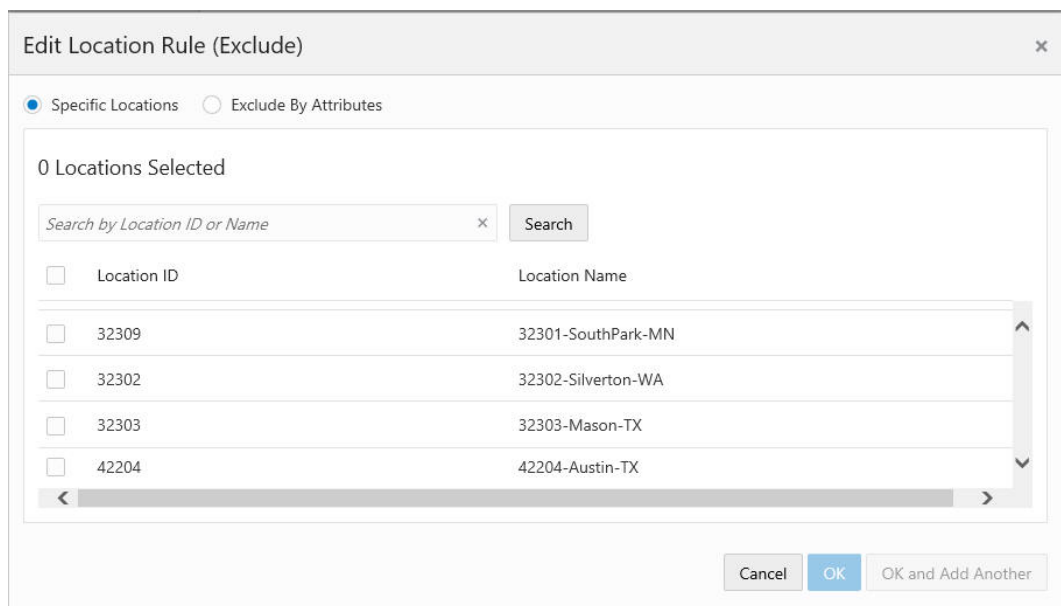 Edit Location Rule (Exclude) ×
Specific Locations Exclude By Attributes
0 Locations Selected
Search by Location ID or Name × Search
Location ID Location Name
32309 32301-SouthPark-MN
32302 32302-Silverton-WA
32303 32303-Mason-TX
42204 42204-Austin-TX
Cancel OK OK and Add Another